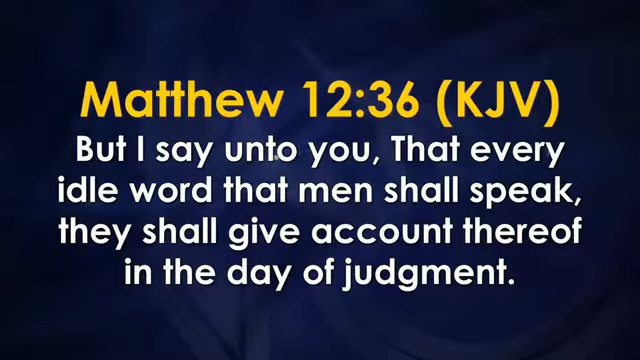 Matthew 12:36 (KJV)
But I say unto you, That every
idle word that men shall speak,
they shall give account thereof
in the day of judgment.